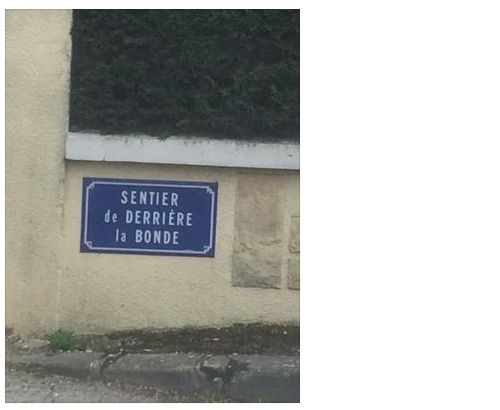 SENTIER
de DERRIÈRE
la BONDE